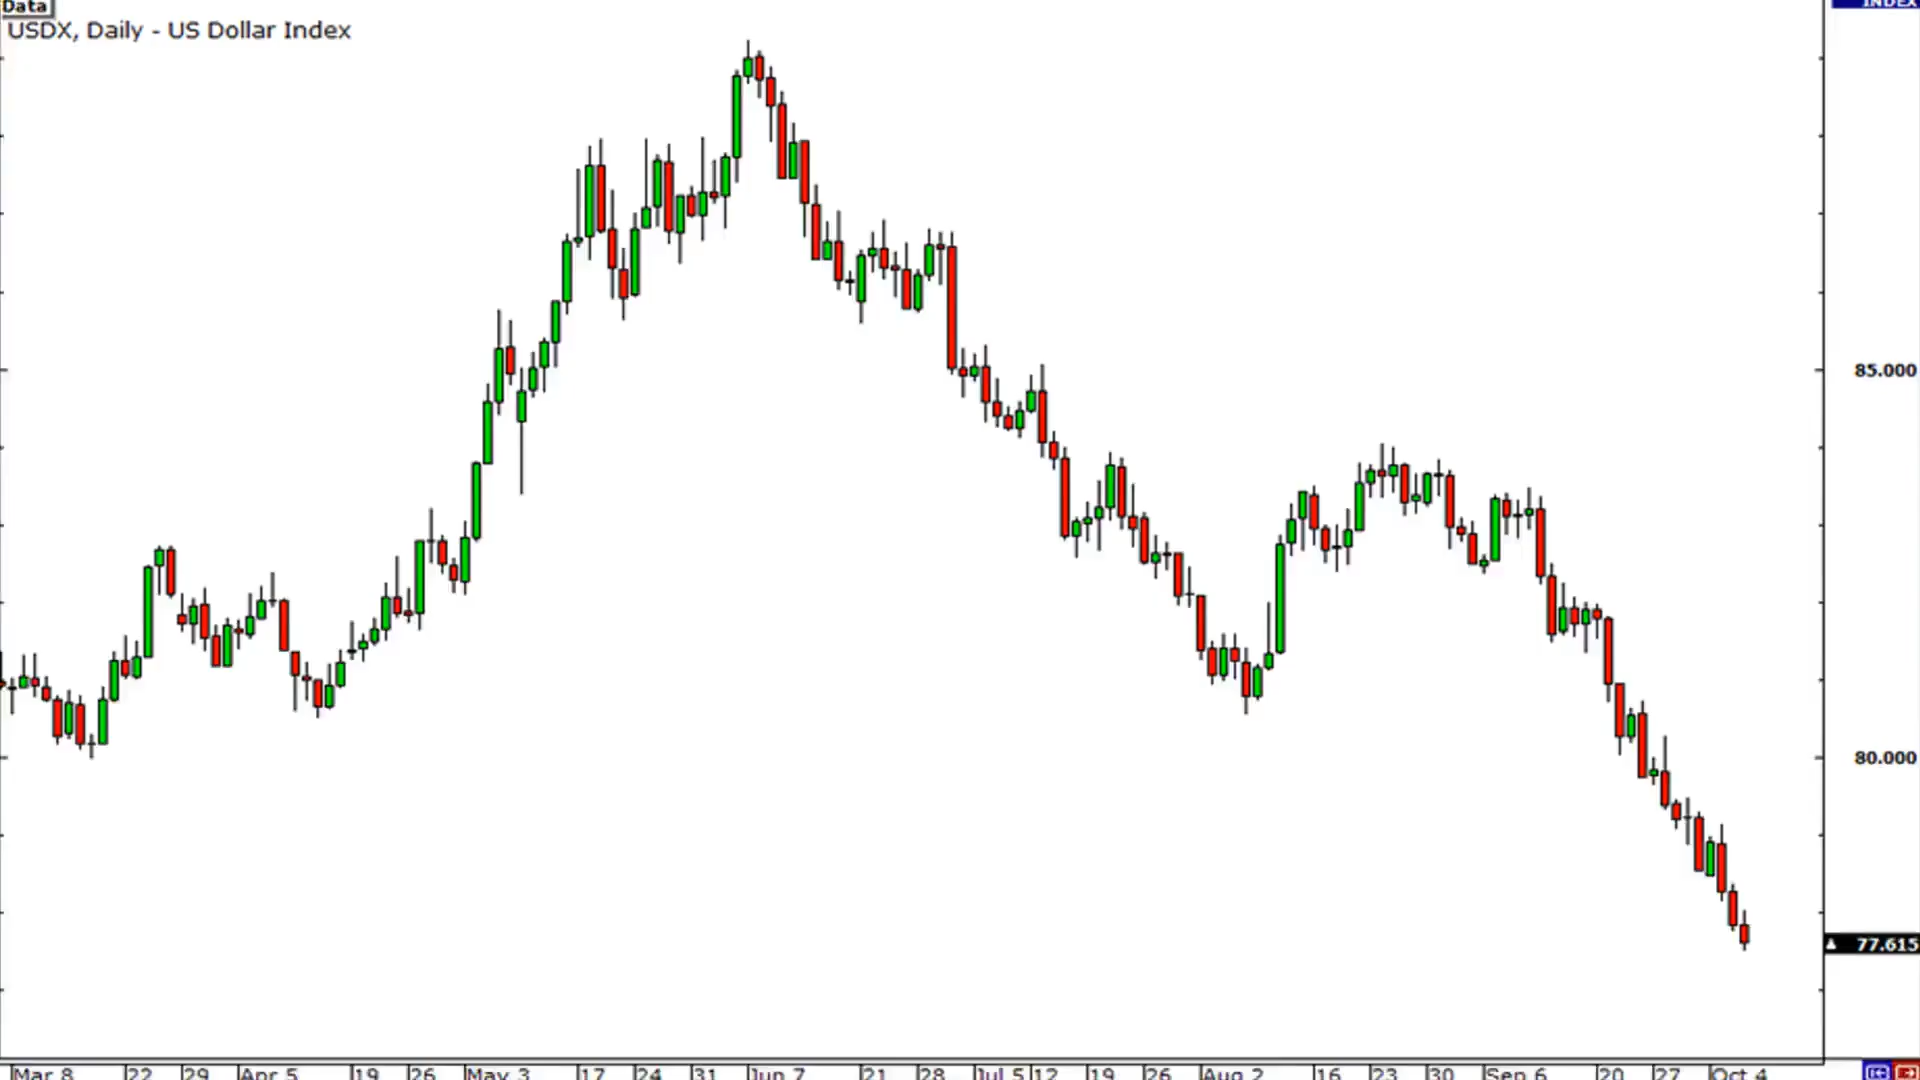 Data
INDEX
USDX, Daily - US Dollar Index
85.000
80.000
77.615
Mar 8 22 29 Apr 5 19 26 May 3 17 24 31 Jun 7 21 28 Jul 5 12 19 26 Aug 2 16 23 30 Sep 6 20 27 Oct 4